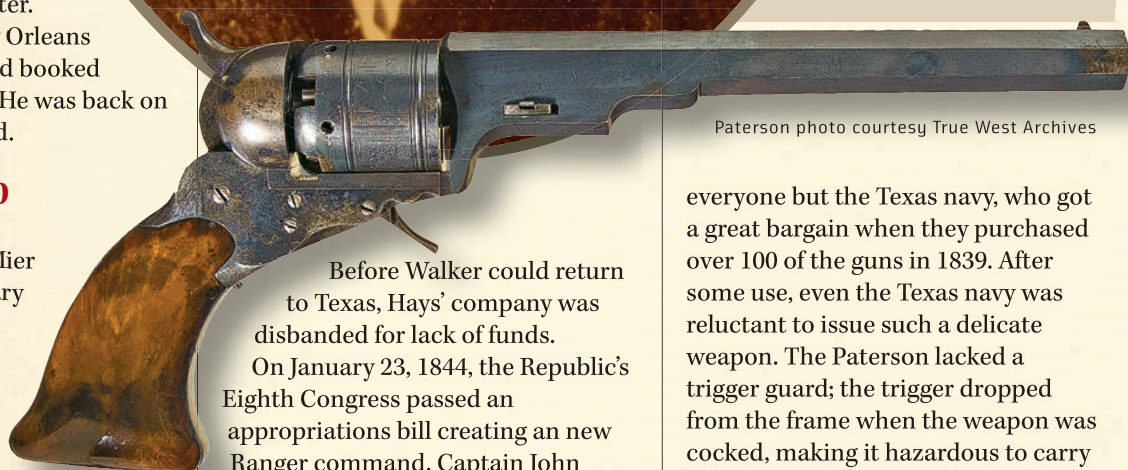 ter.
Orleans
d booked
He was back on
d.
Before Walker could return
to Texas, Hays’ company was
disbanded for lack of funds.
On January 23, 1844, the Republic’s
Eighth Congress passed an
appropriations bill creating an new
Ranger command. Captain John
Paterson photo courtesy True West Archives
everyone but the Texas navy, who got
a great bargain when they purchased
over 100 of the guns in 1839. After
some use, even the Texas navy was
reluctant to issue such a delicate
weapon. The Paterson lacked a
trigger guard; the trigger dropped
from the frame when the weapon was
cocked, making it hazardous to carry